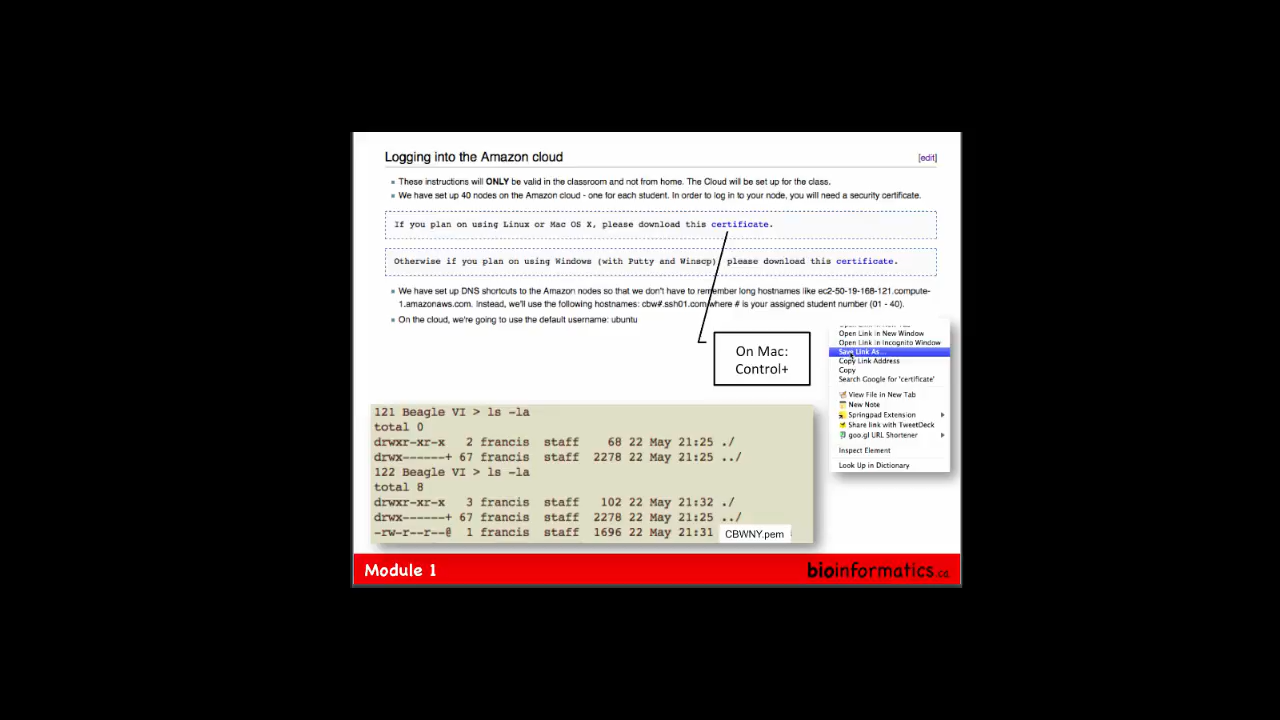 Logging into the Amazon cloud
[edit]
These instructions will ONLY be valid in the classroom and not from home. The Cloud will be set up for the class.
We have set up 40 nodes on the Amazon cloud - one for each student. In order to log in to your node, you will need a security certificate.
If you plan on using Linux or Mac OS X, please download this certificate.
Otherwise if you plan on using Windows (with Putty and Winscp) please download this certificate.
We have set up DNS shortcuts to the Amazon nodes so that we don't have to remember long hostnames (like ec2-50-19-168-121.compute-
1.amazonaws.com. Instead, we'll use the following hostnames: cbw#.ssh01.com where # is your assigned student number (01 - 40).
On the cloud, we're going to use the default username: ubuntu
On Mac:
Control+
Open Link in New Window
Open Link in Incognito Window
Save Link As...
Copy Link Address
Copy
Search Google for 'certificate'
View File in New Tab
New Note
Springpad Extension
Share link with TweetDeck
goo.gl URL Shortener
Inspect Element
Look Up in Dictionary
121 Beagle VI > ls -la
total 0
drwxr-xr-x 2 francis staff 68 22 May 21:25 ./
drwx------+ 67 francis staff 2278 22 May 21:25 ../
122 Beagle VI > ls -la
total 8
drwxr-xr-x 3 francis staff 102 22 May 21:32 ./
drwx------+ 67 francis staff 2278 22 May 21:25 ../
-rw-r--r--@ 1 francis staff 1696 22 May 21:31 CBWNY.pem
Module 1
bioinformatics.ca